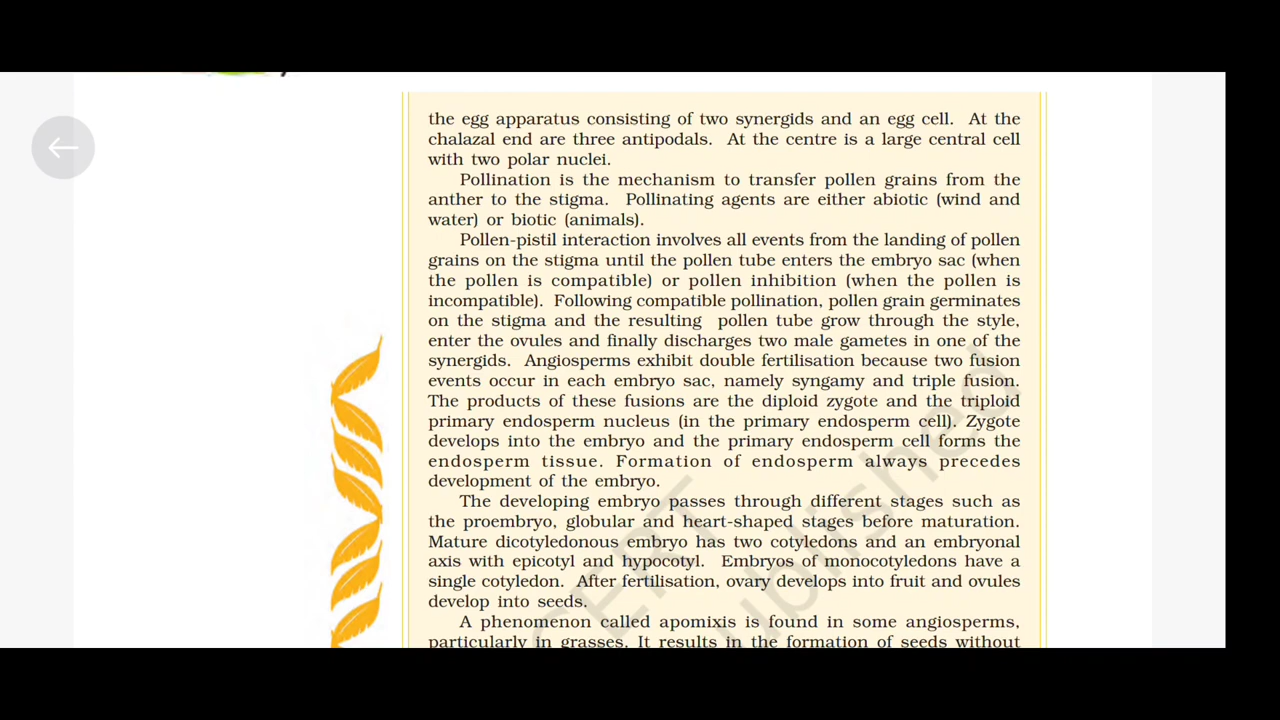 the egg apparatus consisting of two synergids and an egg cell. At the
chalazal end are three antipodals. At the centre is a large central cell
with two polar nuclei.
Pollination is the mechanism to transfer pollen grains from the
anther to the stigma. Pollinating agents are either abiotic (wind and
water) or biotic (animals).
Pollen-pistil interaction involves all events from the landing of pollen
grains on the stigma until the pollen tube enters the embryo sac (when
the pollen is compatible) or pollen inhibition (when the pollen is
incompatible). Following compatible pollination, pollen grain germinates
on the stigma and the resulting pollen tube grow through the style,
enter the ovules and finally discharges two male gametes in one of the
synergids. Angiosperms exhibit double fertilisation because two fusion
events occur in each embryo sac, namely syngamy and triple fusion.
The products of these fusions are the diploid zygote and the triploid
primary endosperm nucleus (in the primary endosperm cell). Zygote
develops into the embryo and the primary endosperm cell forms the
endosperm tissue. Formation of endosperm always precedes
development of the embryo.
The developing embryo passes through different stages such as
the proembryo, globular and heart-shaped stages before maturation.
Mature dicotyledonous embryo has two cotyledons and an embryonal
axis with epicotyl and hypocotyl. Embryos of monocotyledons have a
single cotyledon. After fertilisation, ovary develops into fruit and ovules
develop into seeds.
A phenomenon called apomixis is found in some angiosperms,
particularly in grasses. It results in the formation of seeds without